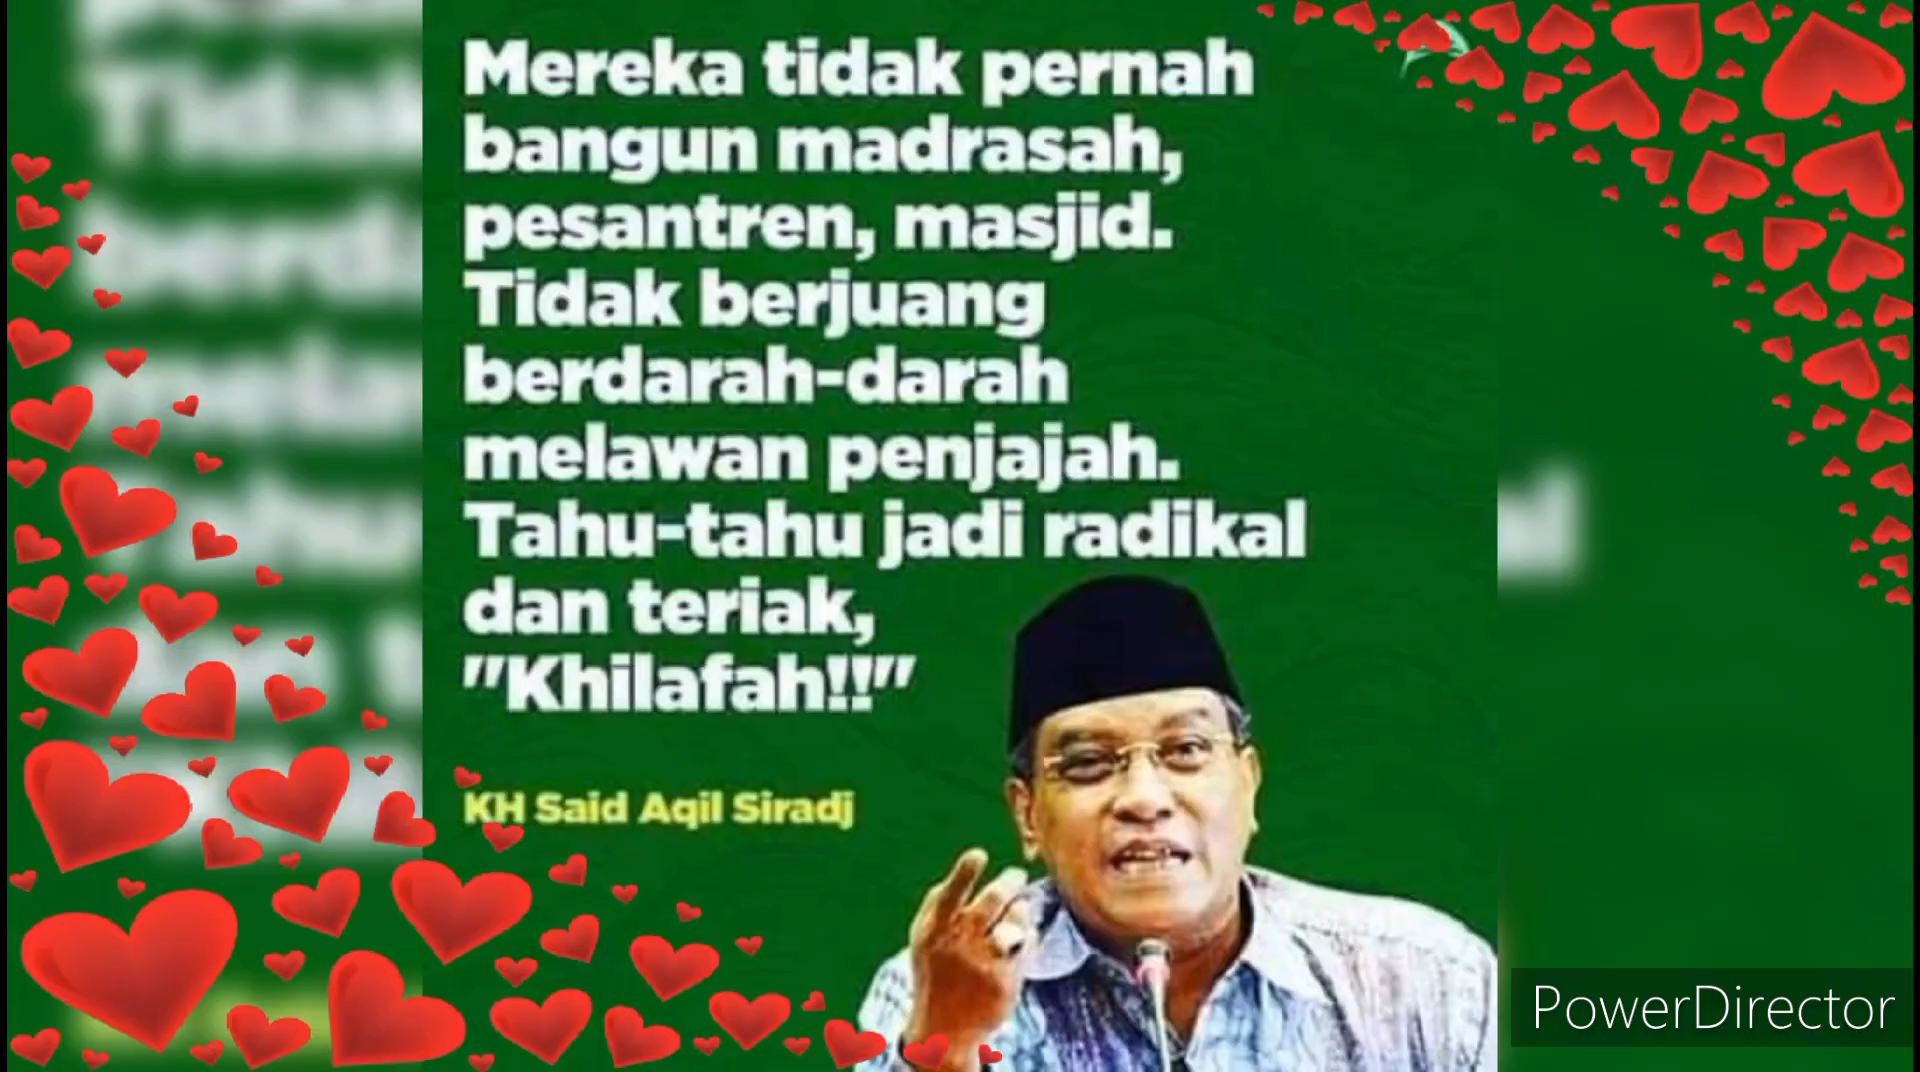 Mereka tidak pernah
bangun madrasah,
pesantren, masjid.
Tidak berjuang
berdarah-darah
melawan penjajah.
Tahu-tahu jadi radikal
dan teriak,
"Khilafah!!"
KH Said Aqil Siradj
PowerDirector